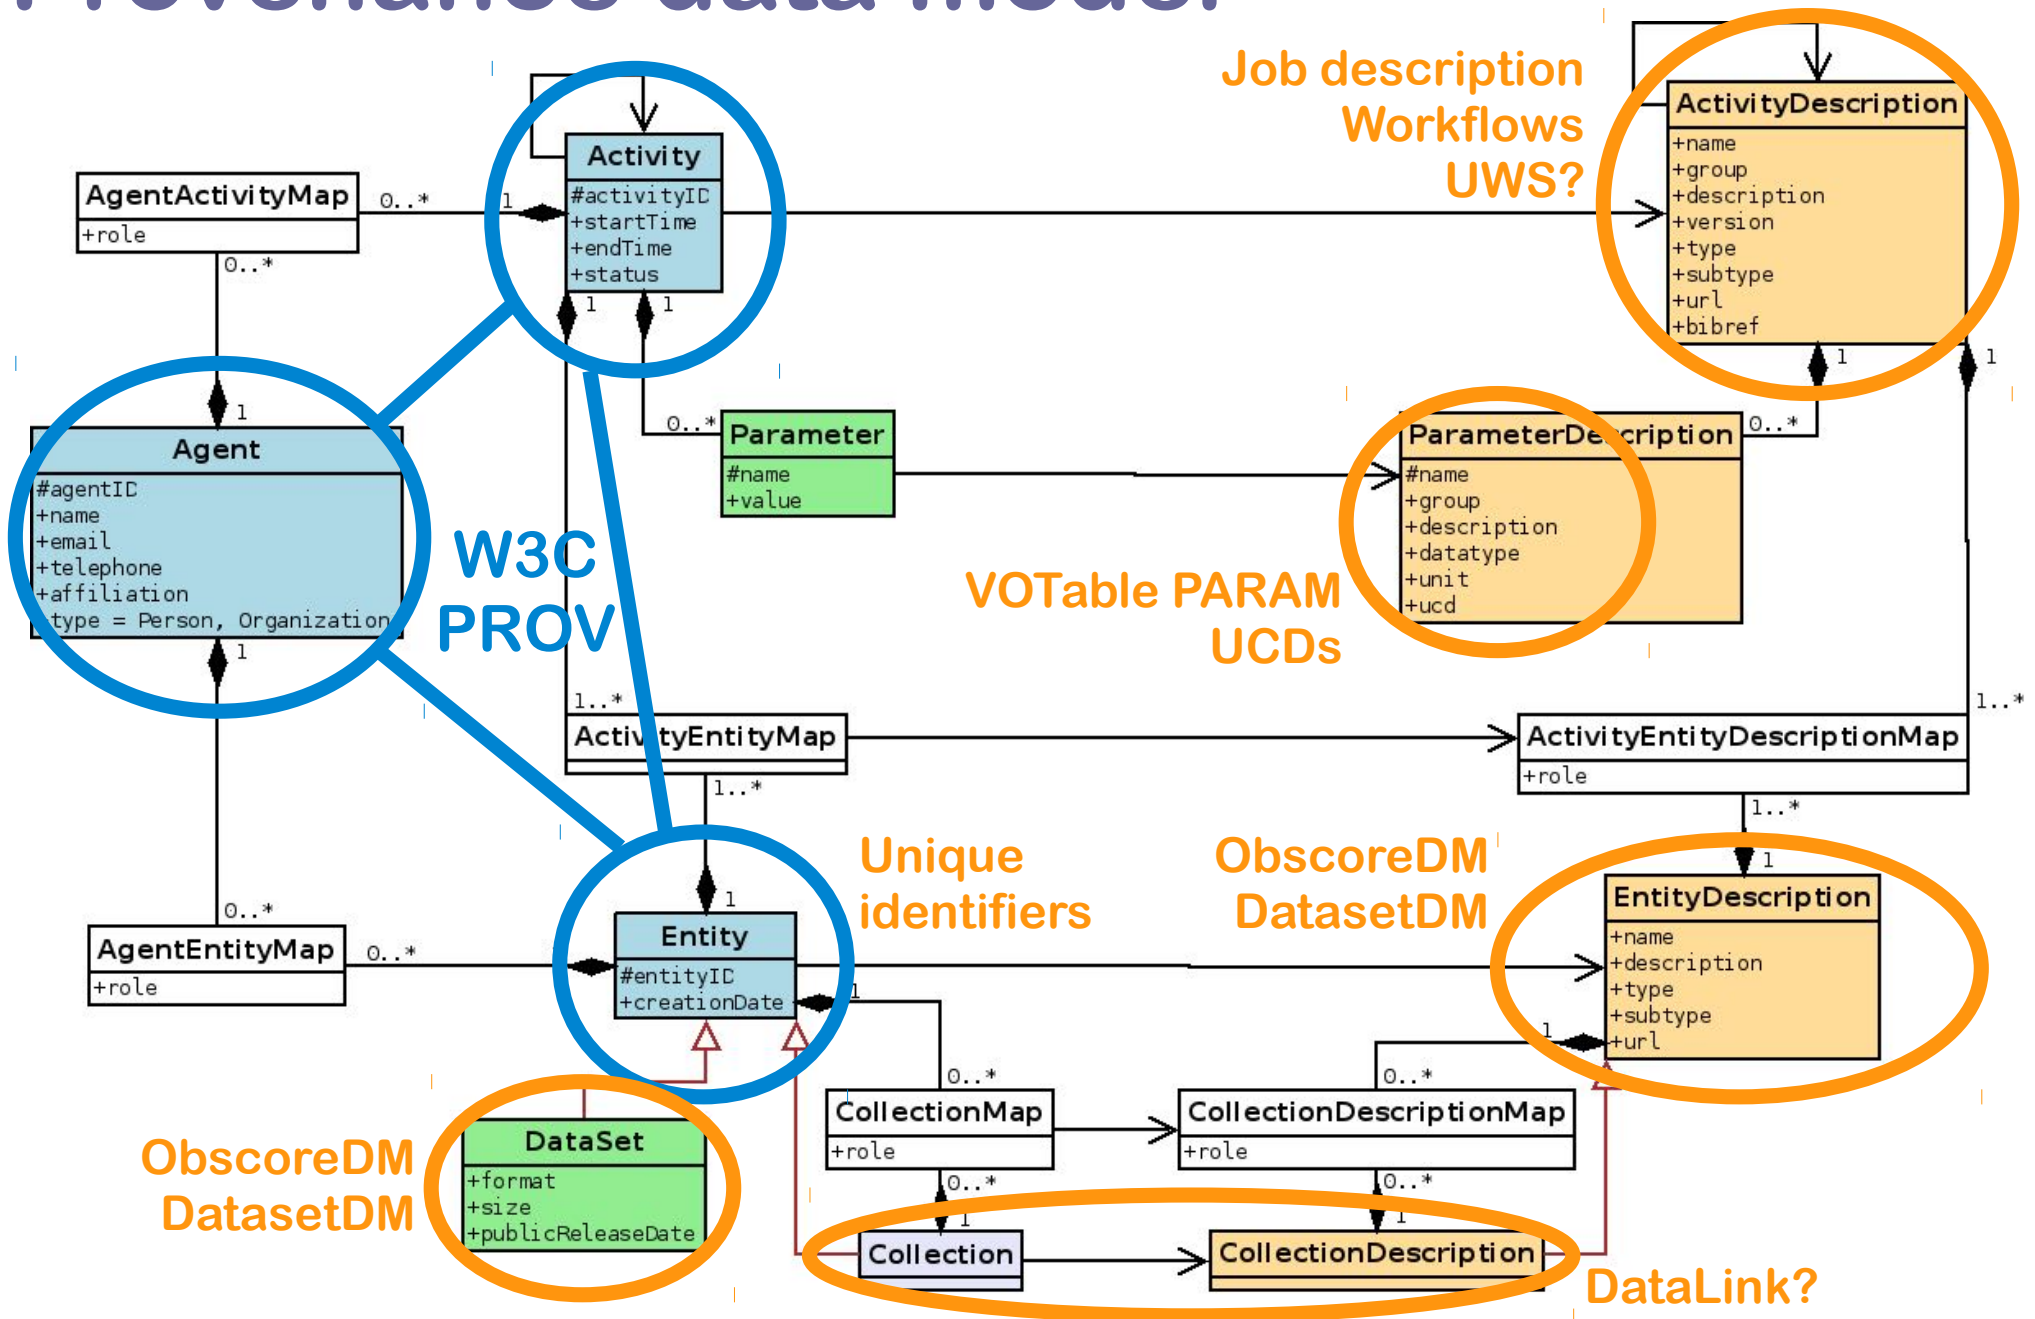 Provenance data model
Job description
Workflows
UWS?
ActivityDescription
+name
+group
+description
+version
+type
+subtype
+url
+bibref
1
1
Activity
#activityID
+startTime
+endTime
+status
1
1
1
AgentActivityMap
+role
0..*
0..*
1
Agent
#agentID
+name
+email
+telephone
+affiliation
+type = Person, Organization
1
W3C
PROV
0..*
Parameter
#name
+value
ParameterDescription
#name
+group
+description
+datatype
+unit
+ucd
0..*
VOTable PARAM
UCDs
1..*
ActivityEntityMap
1..*
1..*
ActivityEntityDescriptionMap
+role
1..*
1
Unique
identifiers
ObscoreDM
DatasetDM
0..*
AgentEntityMap
+role
0..*
1
Entity
#entityID
+creationDate
1
EntityDescription
+name
+description
+type
+subtype
+url
1
0..*
CollectionMap
+role
0..*
1
0..*
CollectionDescriptionMap
+role
0..*
1
ObscoreDM
DatasetDM
DataSet
+format
+size
+publicReleaseDate
Collection
CollectionDescription
DataLink?